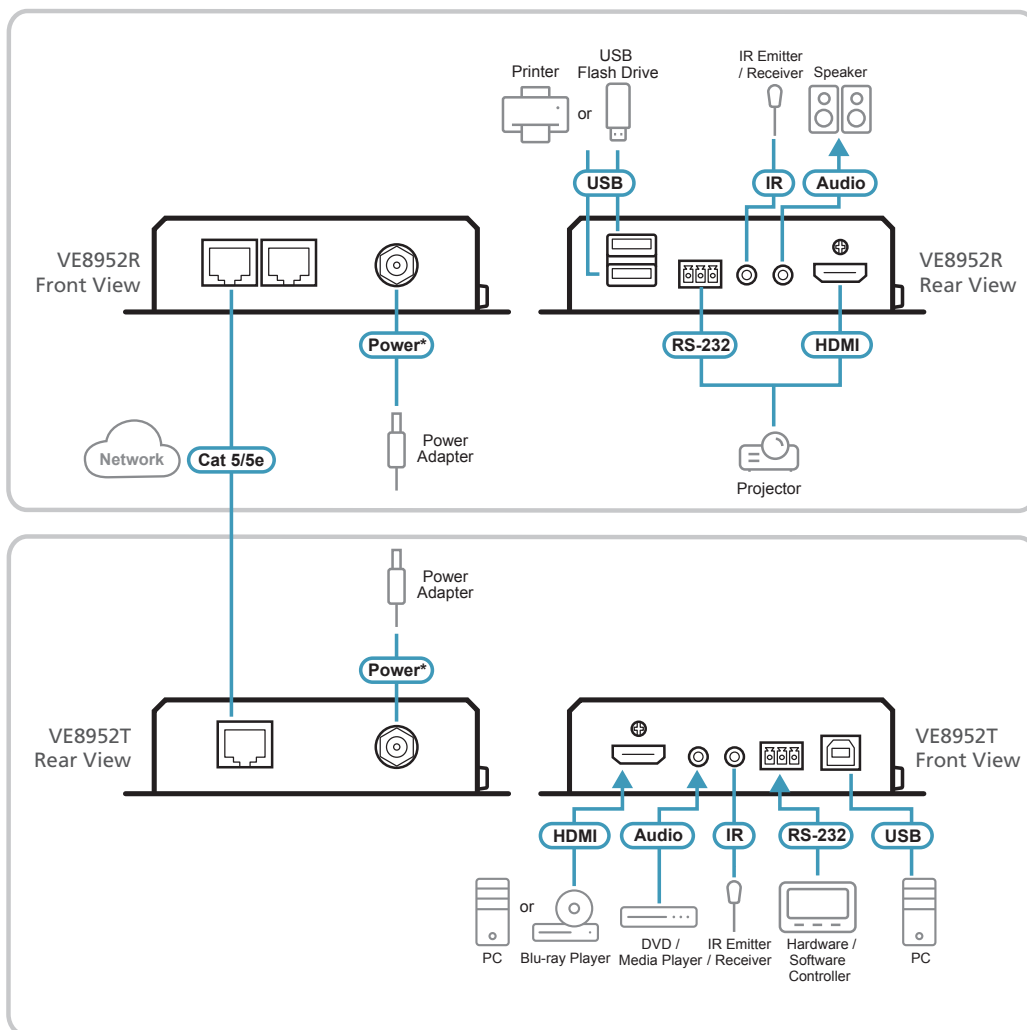 Printer
or
USB
Flash Drive
IR Emitter
/ Receiver
Speaker
USB
IR
Audio
VE8952R
Front View
VE8952R
Rear View
Power*
RS-232
HDMI
Network
Cat 5/5e
Power
Adapter
Projector
Power
Adapter
Power*
VE8952T
Rear View
VE8952T
Front View
HDMI
Audio
IR
RS-232
USB
PC
or
Blu-ray Player
DVD /
Media Player
IR Emitter
/ Receiver
Hardware /
Software
Controller
PC